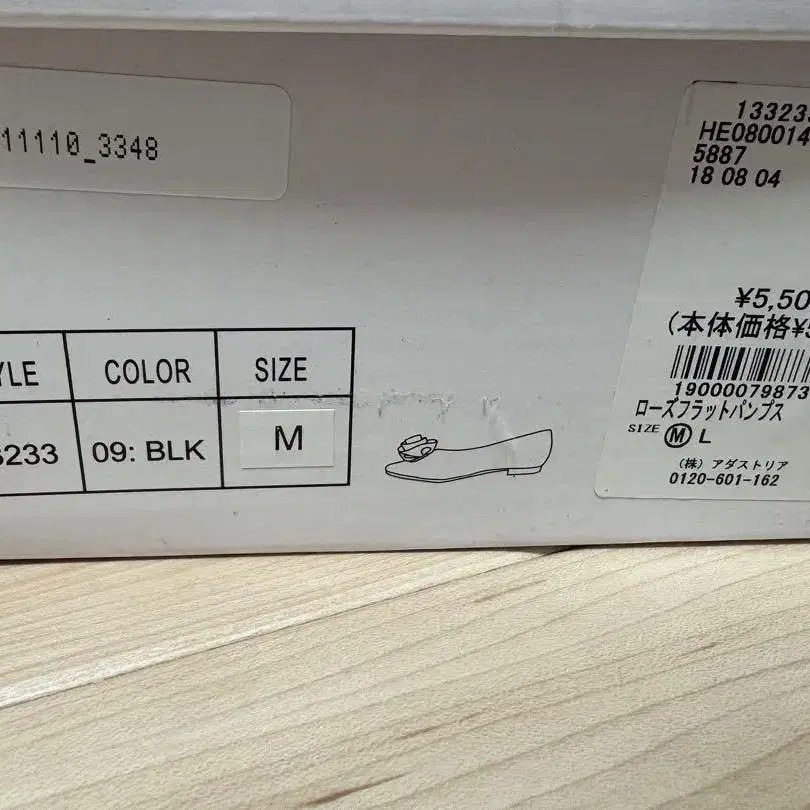 11110_3348
YLE COLOR SIZE
233 09: BLK M
13323
HE080014
5887
18 08 04
¥5,50
(本体価格¥
19000079873
ローズフラットパンプス
SIZE M L
(株) アダストリア
0120-601-162